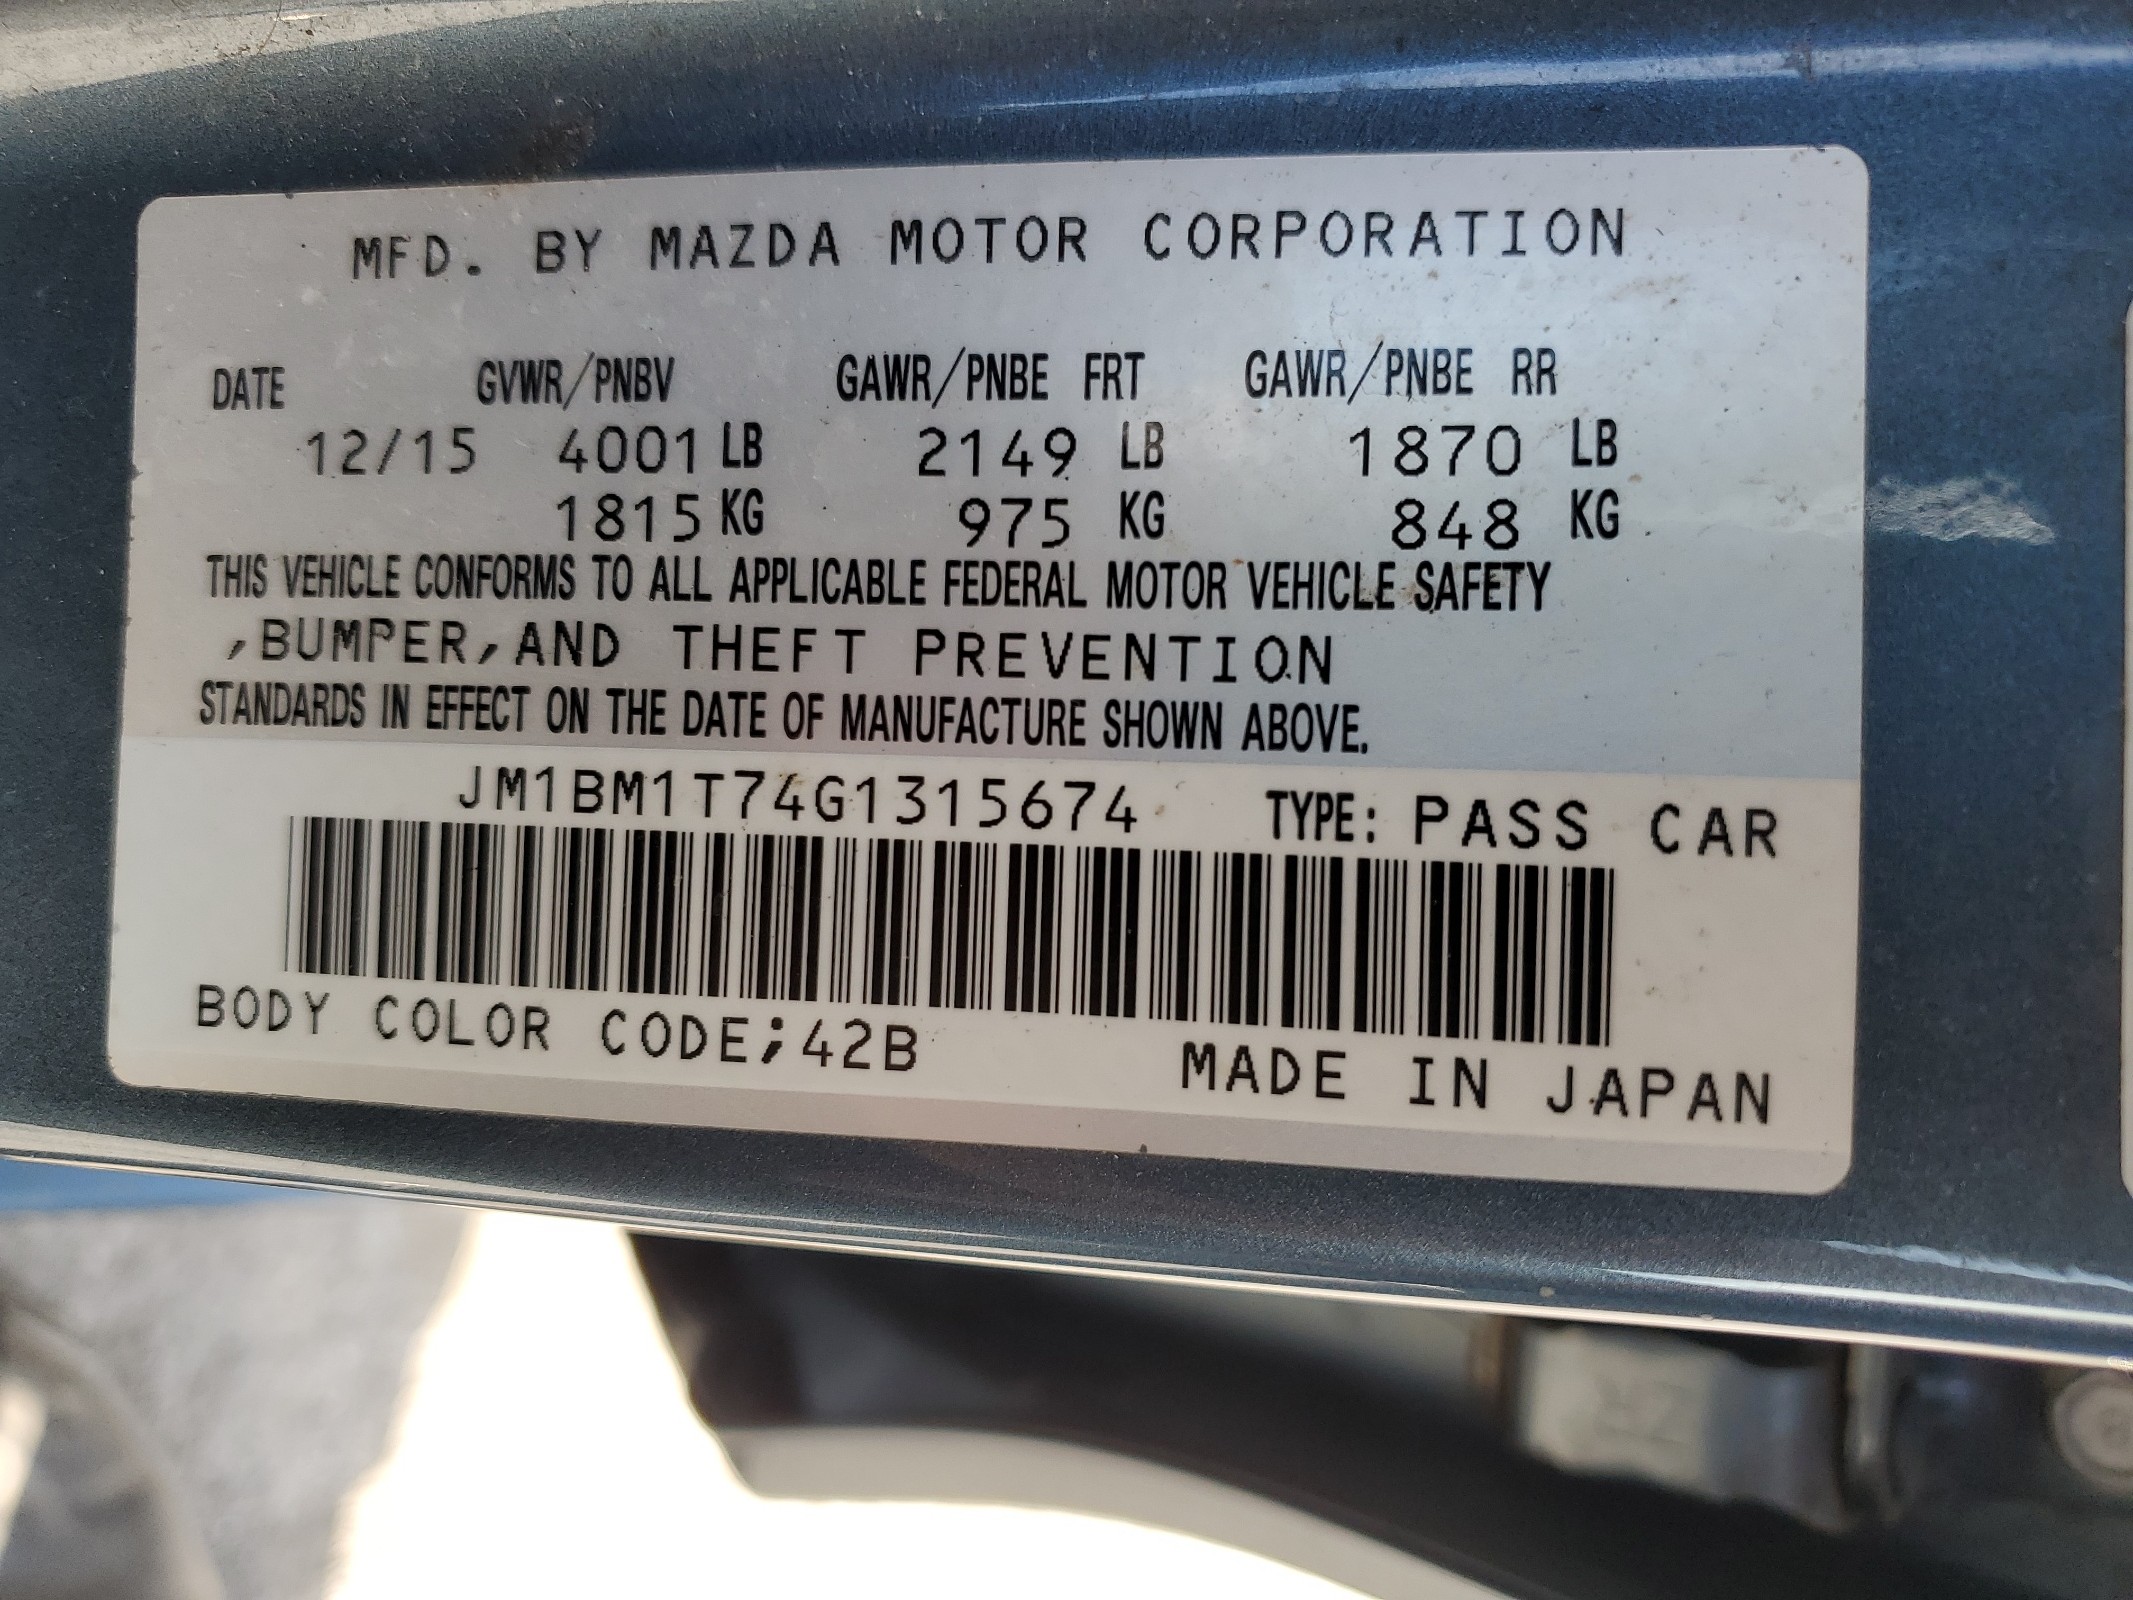 MFD. BY MAZDA MOTOR CORPORATION
DATE GVWR/PNBV GAWR/PNBE FRT GAWR/PNBE RR
12/15 4001 LB 2149 LB 1870 LB
1815 KG 975 KG 848 KG
THIS VEHICLE CONFORMS TO ALL APPLICABLE FEDERAL MOTOR VEHICLE SAFETY
,BUMPER,AND THEFT PREVENTION
STANDARDS IN EFFECT ON THE DATE OF MANUFACTURE SHOWN ABOVE.
JM1BM1T74G1315674 TYPE: PASS CAR
BODY COLOR CODE;42B MADE IN JAPAN